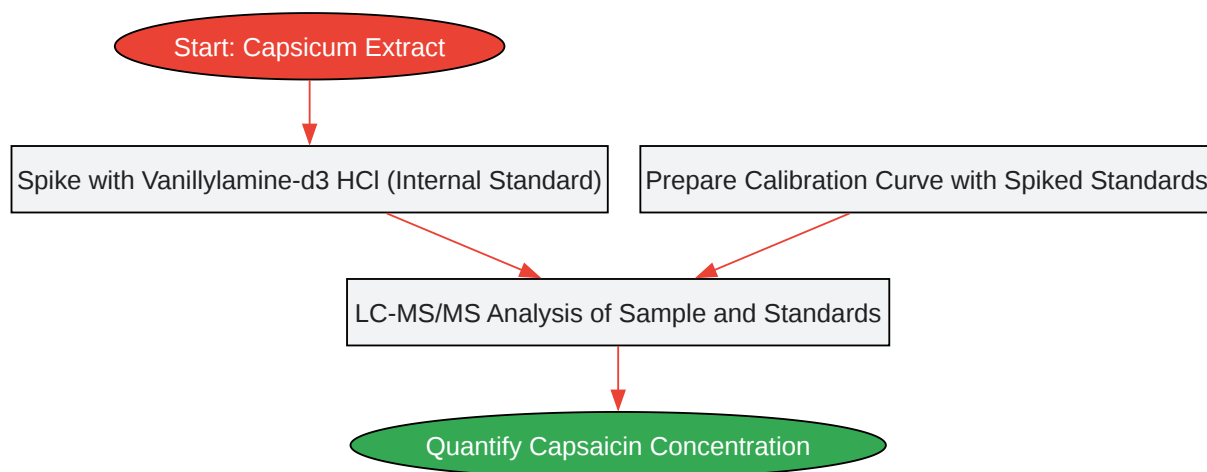 Start: Capsicum Extract
Spike with Vanillylamine-d3 HCl (Internal Standard)
Prepare Calibration Curve with Spiked Standards
LC-MS/MS Analysis of Sample and Standards
Quantify Capsaicin Concentration